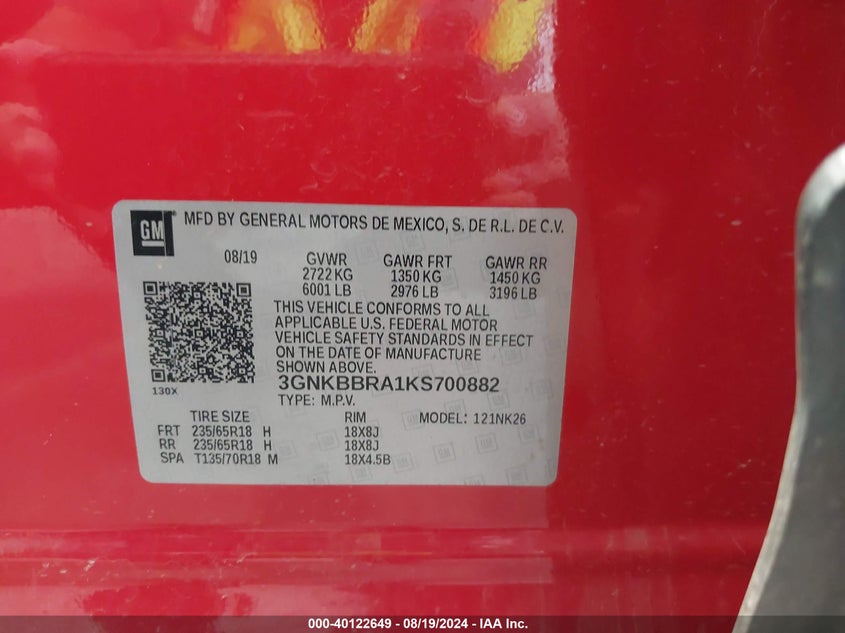 GM MFD BY GENERAL MOTORS DE MEXICO, S. DE R.L. DE C.V.
08/19 GVWR GAWR FRT GAWR RR
2722 KG 1350 KG 1450 KG
6001 LB 2976 LB 3196 LB
THIS VEHICLE CONFORMS TO ALL
APPLICABLE U.S. FEDERAL MOTOR
VEHICLE SAFETY STANDARDS IN EFFECT
ON THE DATE OF MANUFACTURE
SHOWN ABOVE.
130X
3GNKBBRA1KS700882
TYPE: M.P.V.
TIRE SIZE RIM MODEL: 121NK26
FRT 235/65R18 H 18X8J
RR 235/65R18 H 18X8J
SPA T135/70R18 M 18X4.5B
000-40122649 - 08/19/2024 - IAA Inc.